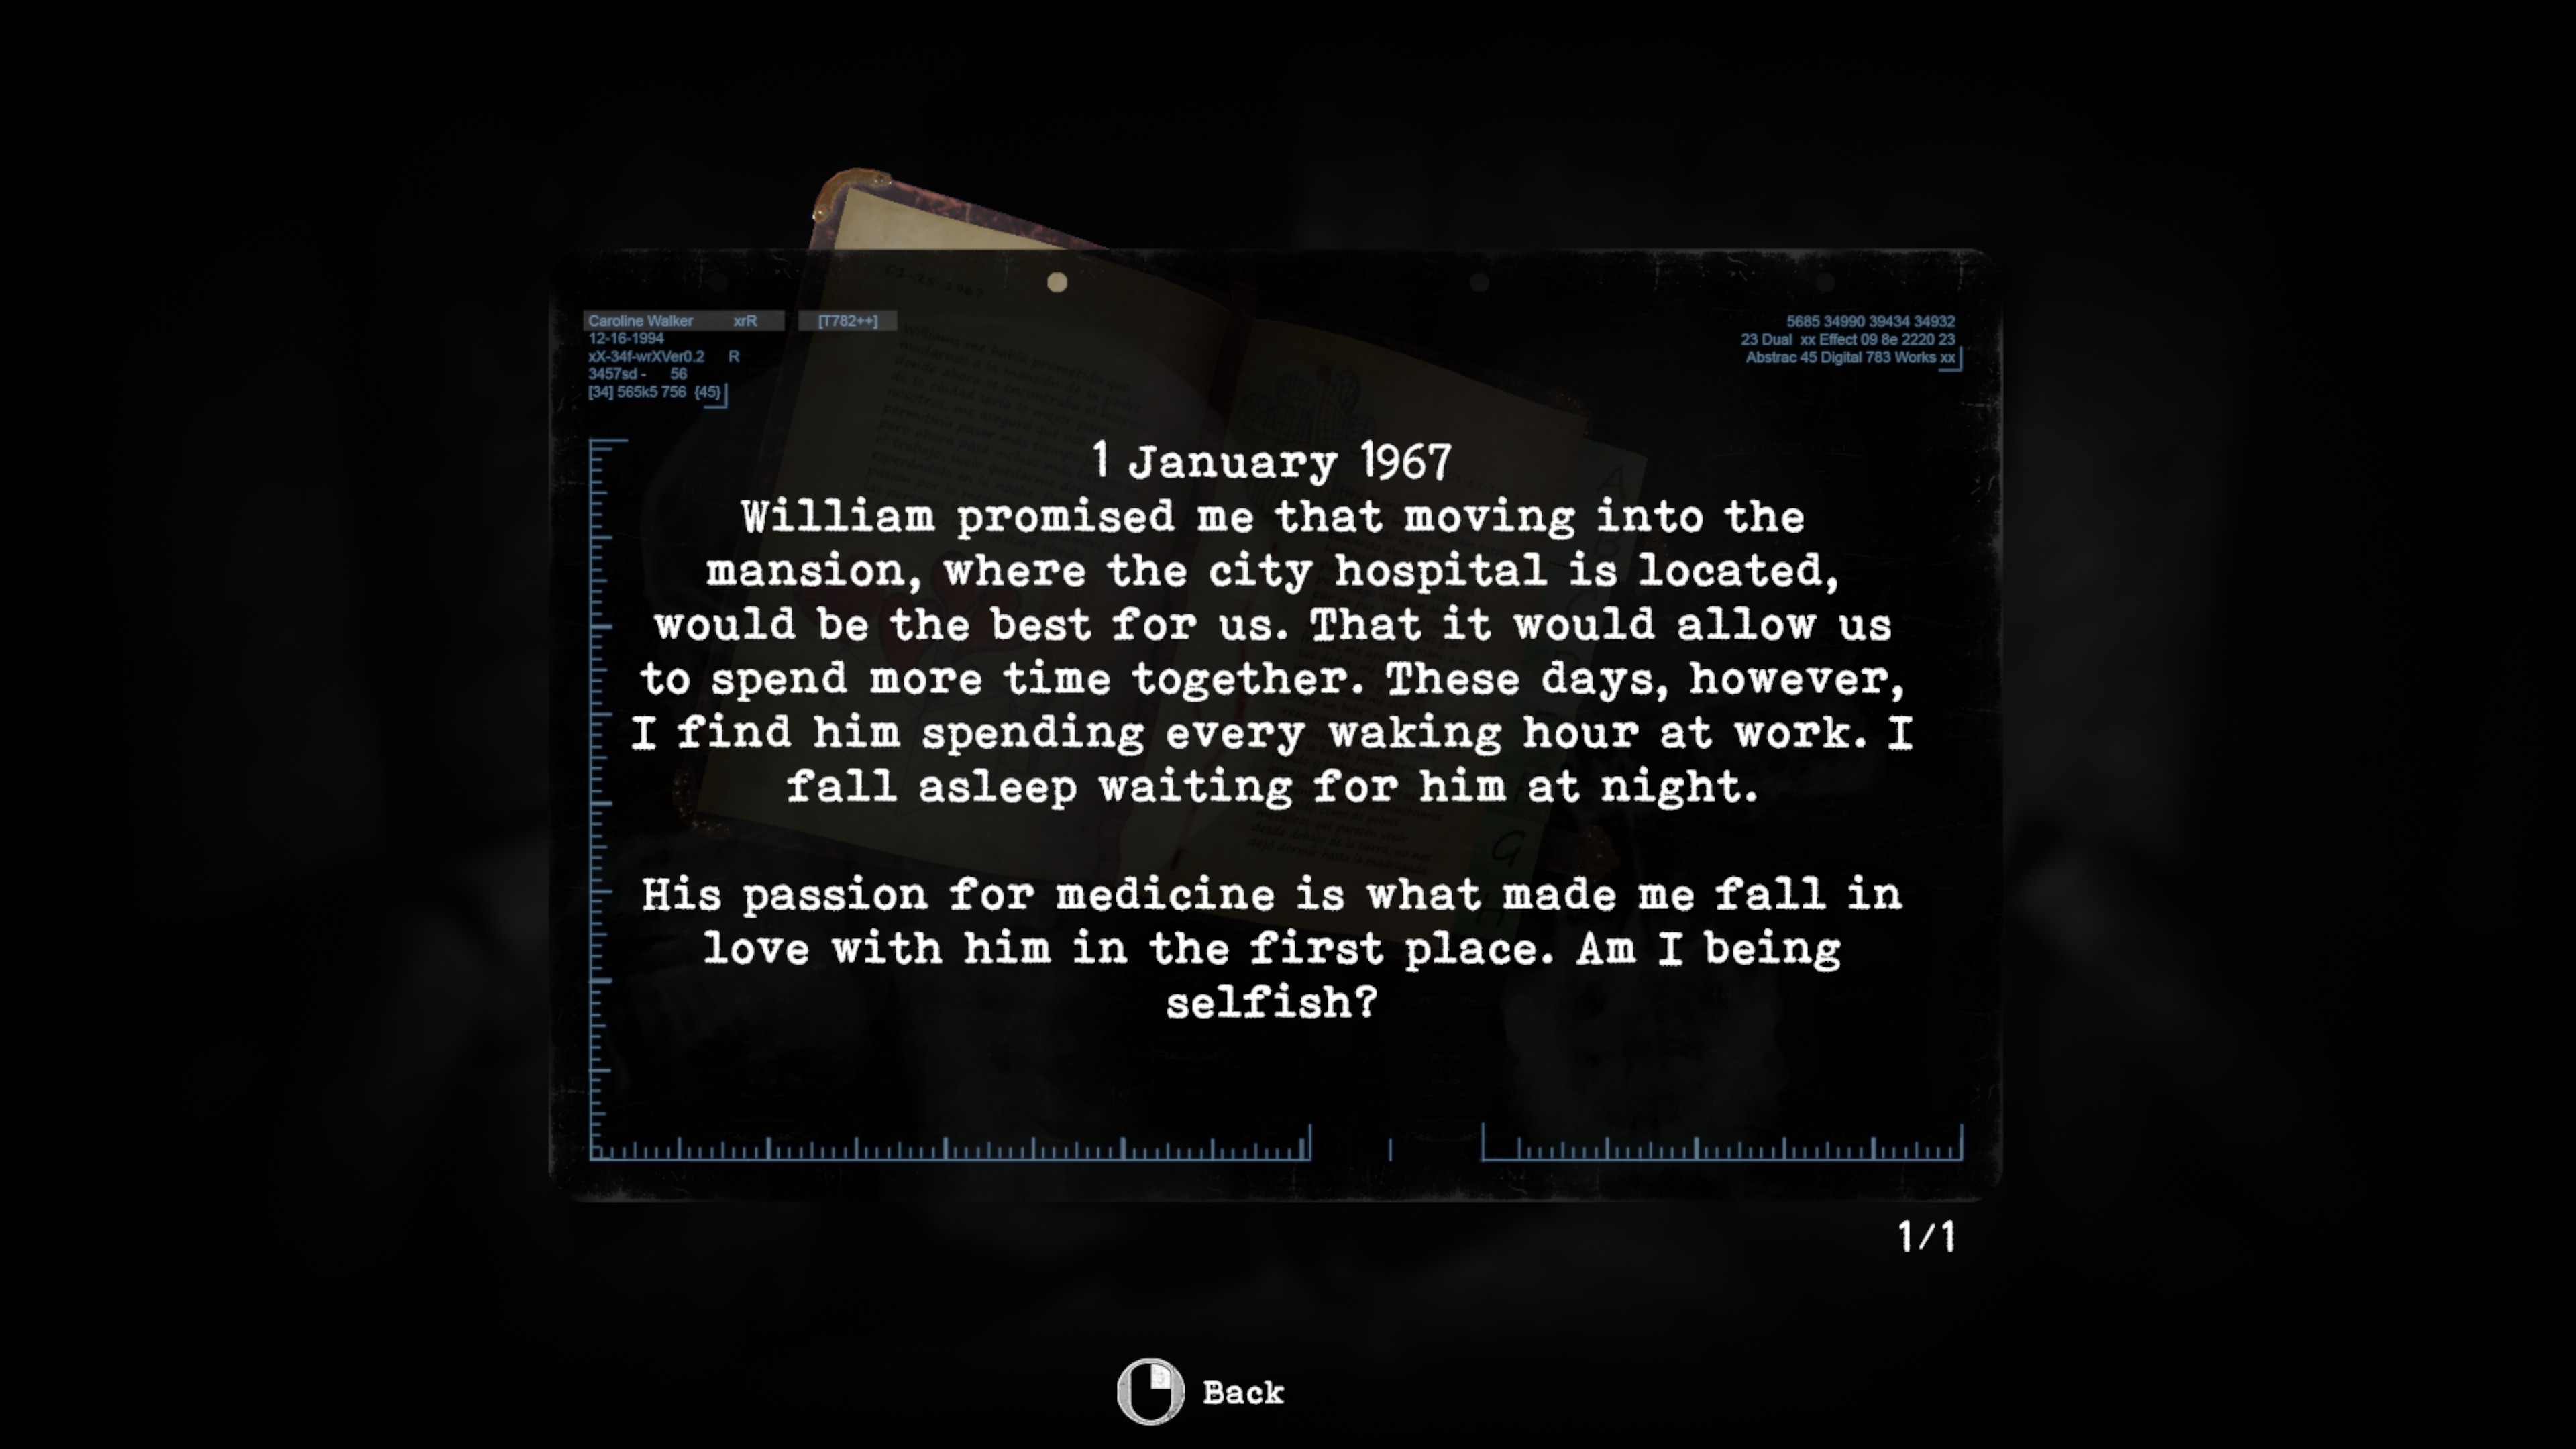 Caroline Walker xrR [T782++]
12-16-1994
xX-34f-wrXVer0.2 R
3457sd - 56
[34] 565k5 756 {45}
5685 34990 39434 34932
23 Dual xx Effect 09 8e 2220 23
Abstrac 45 Digital 783 Works xx
1 January 1967
William promised me that moving into the
mansion, where the city hospital is located,
would be the best for us. That it would allow us
to spend more time together. These days, however,
I find him spending every waking hour at work. I
fall asleep waiting for him at night.
His passion for medicine is what made me fall in
love with him in the first place. Am I being
selfish?
1/1
Back